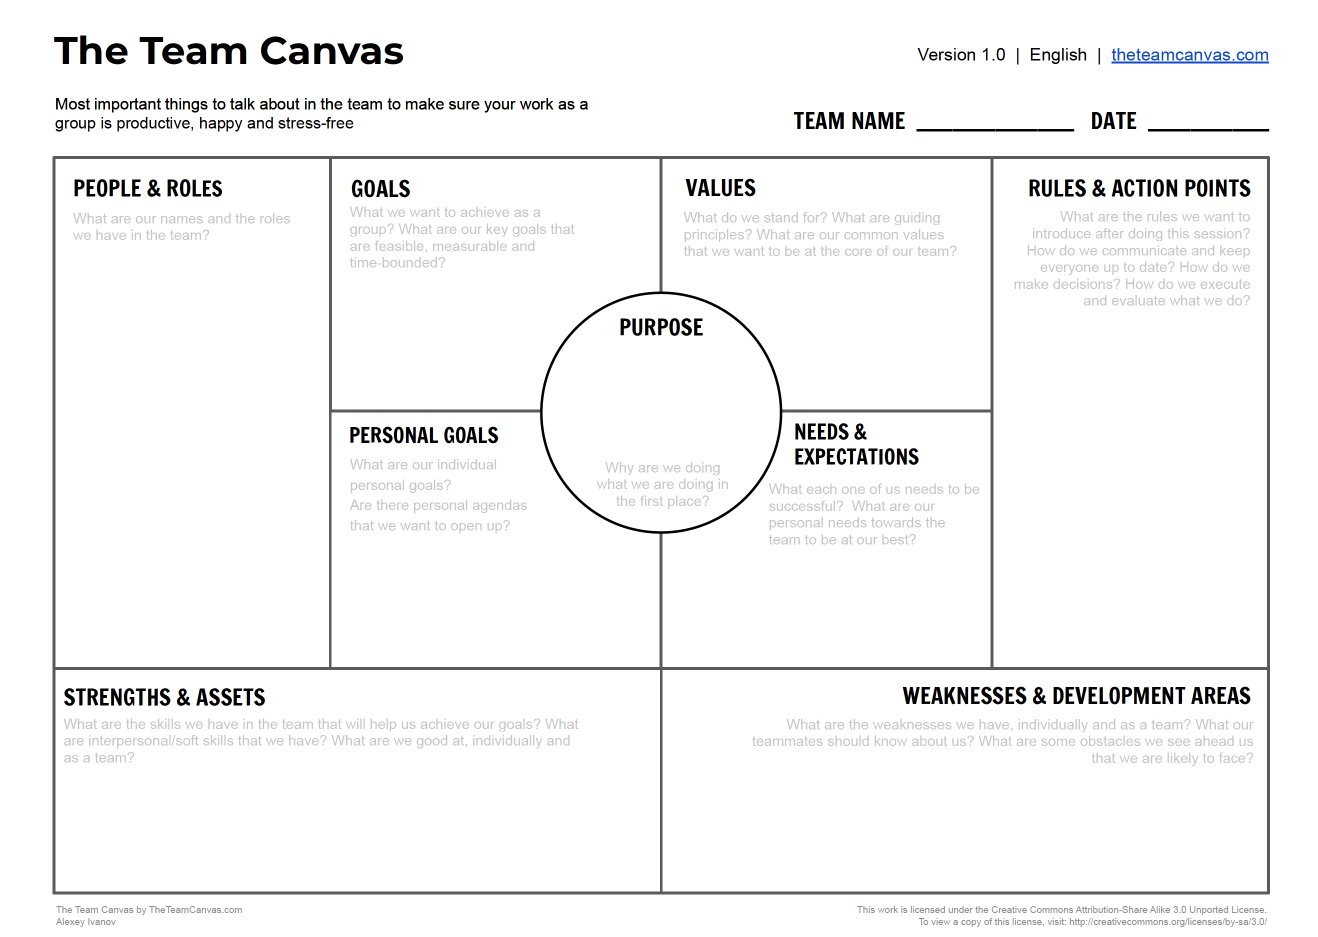 The Team Canvas
Version 1.0 | English | theteamcanvas.com
Most important things to talk about in the team to make sure your work as a
group is productive, happy and stress-free
TEAM NAME _____________ DATE __________
PEOPLE & ROLES
What are our names and the roles
we have in the team?
GOALS
What we want to achieve as a
group? What are our key goals that
are feasible, measurable and
time-bounded?
VALUES
What do we stand for? What are guiding
principles? What are our common values
that we want to be at the core of our team?
RULES & ACTION POINTS
What are the rules we want to
introduce after doing this session?
How do we communicate and keep
everyone up to date? How do we
make decisions? How do we execute
and evaluate what we do?
PURPOSE
Why are we doing
what we are doing in
the first place?
PERSONAL GOALS
What are our individual
personal goals?
Are there personal agendas
that we want to open up?
NEEDS &
EXPECTATIONS
What each one of us needs to be
successful?  What are our
personal needs towards the
team to be at our best?
STRENGTHS & ASSETS
What are the skills we have in the team that will help us achieve our goals? What
are interpersonal/soft skills that we have? What are we good at, individually and
as a team?
WEAKNESSES & DEVELOPMENT AREAS
What are the weaknesses we have, individually and as a team? What our
teammates should know about us? What are some obstacles we see ahead us
that we are likely to face?
The Team Canvas by TheTeamCanvas.com
Alexey Ivanov
This work is licensed under the Creative Commons Attribution-Share Alike 3.0 Unported License.
To view a copy of this license, visit: http://creativecommons.org/licenses/by-sa/3.0/